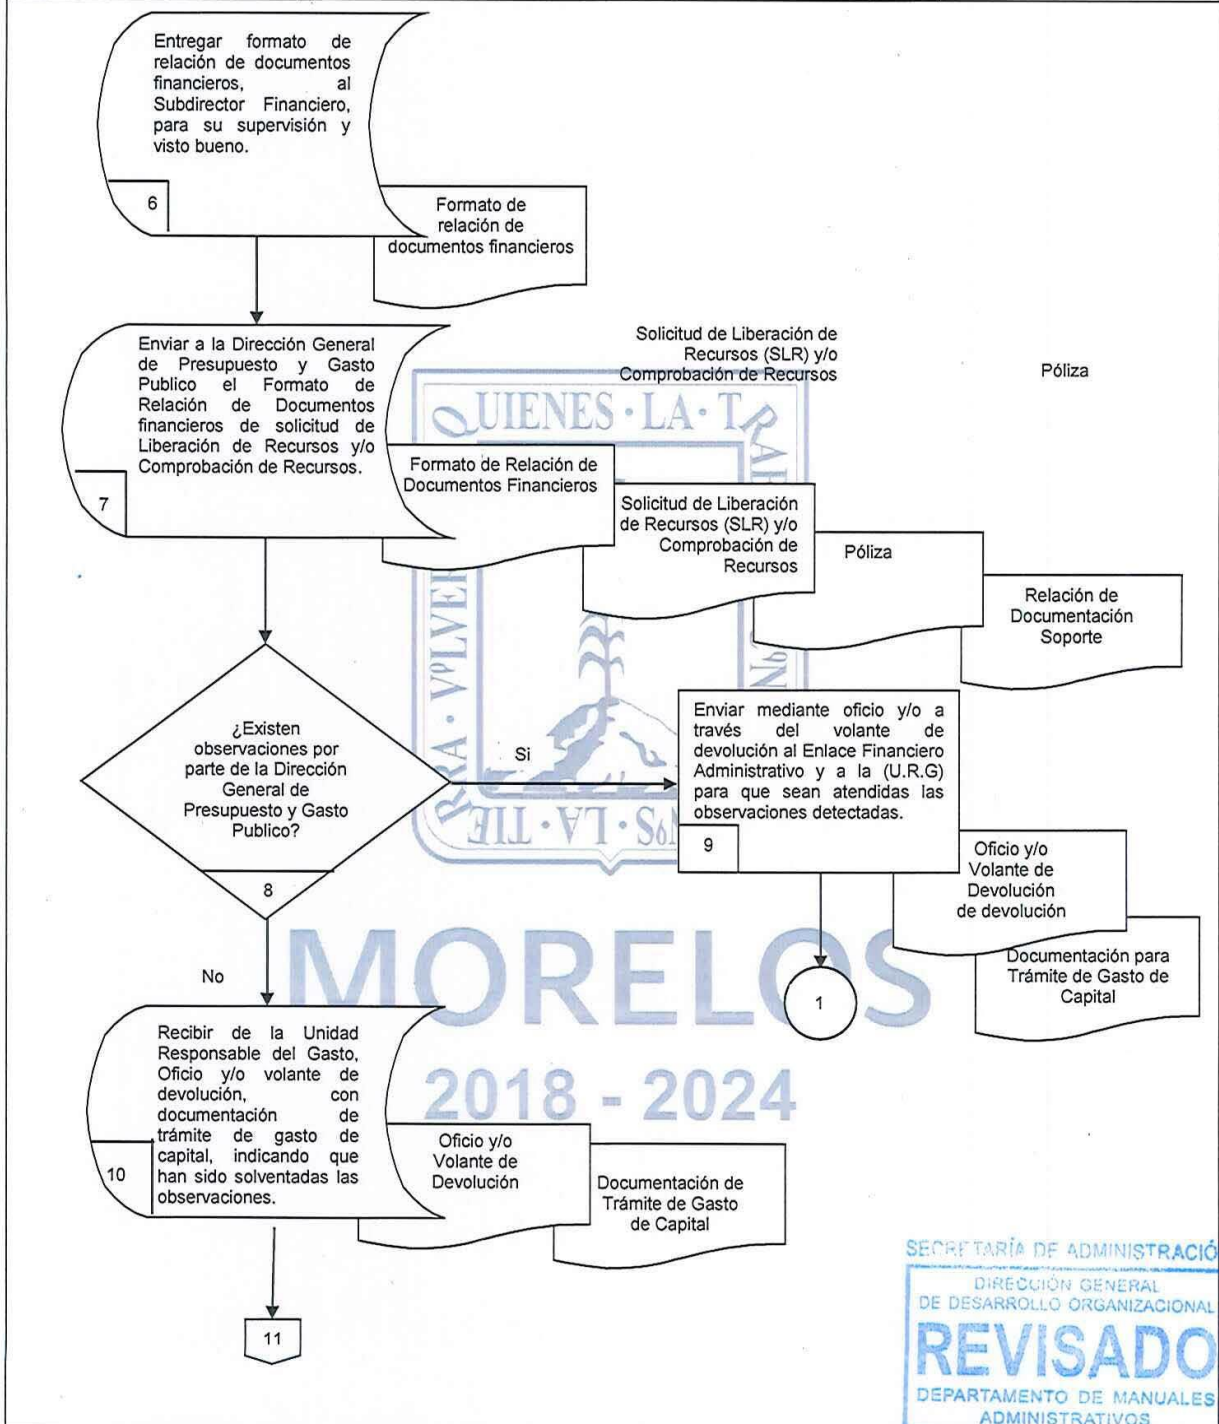 Entregar formato de
relación de documentos
financieros, al
Subdirector Financiero,
para su supervisión y
visto bueno.
6
Formato de
relación de
documentos financieros
Enviar a la Dirección General
de Presupuesto y Gasto
Publico el Formato de
Relación de Documentos
financieros de solicitud de
Liberación de Recursos y/o
Comprobación de Recursos.
7
Solicitud de Liberación de
Recursos (SLR) y/o
Comprobación de Recursos
Póliza
Formato de Relación de
Documentos Financieros
Solicitud de Liberación
de Recursos (SLR) y/o
Comprobación de
Recursos
Póliza
Relación de
Documentación
Soporte
¿Existen
observaciones por
parte de la Dirección
General de
Presupuesto y Gasto
Publico?
8
Si
Enviar mediante oficio y/o a
través del volante de
devolución al Enlace Financiero
Administrativo y a la (U.R.G)
para que sean atendidas las
observaciones detectadas.
9
Oficio y/o
Volante de
Devolución
de devolución
Documentación para
Trámite de Gasto de
Capital
1
No
Recibir de la Unidad
Responsable del Gasto,
Oficio y/o volante de
devolución, con
documentación de
trámite de gasto de
capital, indicando que
han sido solventadas las
observaciones.
10
Oficio y/o
Volante de
Devolución
Documentación de
Trámite de Gasto
de Capital
11
QUIENES · LA · TRA
TIERRA · VOLVER
MORELOS
2018 - 2024
SECRETARÍA DE ADMINISTRACIÓ
DIRECCIÓN GENERAL
DE DESARROLLO ORGANIZACIONAL
REVISADO
DEPARTAMENTO DE MANUALES
ADMINISTRATIVOS